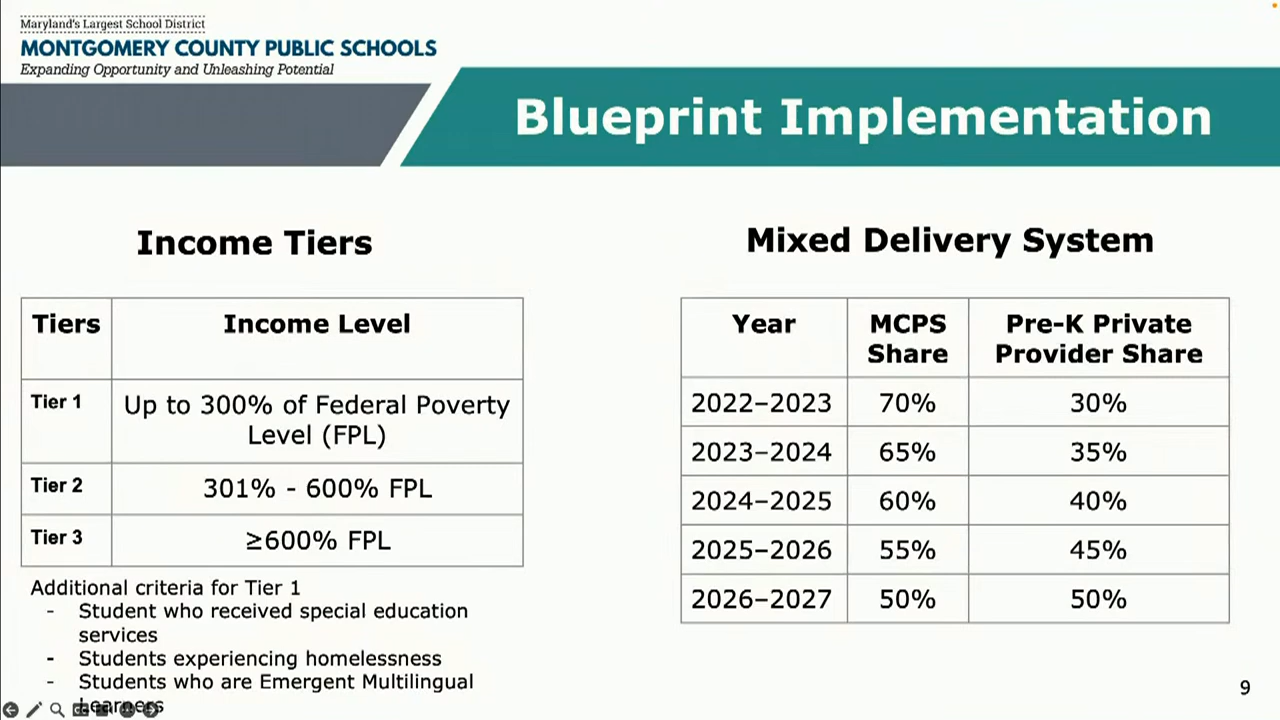 Maryland's Largest School District
MONTGOMERY COUNTY PUBLIC SCHOOLS
Expanding Opportunity and Unleashing Potential
Blueprint Implementation
Income Tiers
Tiers Income Level
Tier 1 Up to 300% of Federal Poverty
Level (FPL)
Tier 2 301% - 600% FPL
Tier 3 ≥600% FPL
Additional criteria for Tier 1
- Student who received special education
services
- Students experiencing homelessness
- Students who are Emergent Multilingual
Learners
Mixed Delivery System
Year MCPS Pre-K Private
Share Provider Share
2022–2023 70% 30%
2023–2024 65% 35%
2024–2025 60% 40%
2025–2026 55% 45%
2026–2027 50% 50%
9